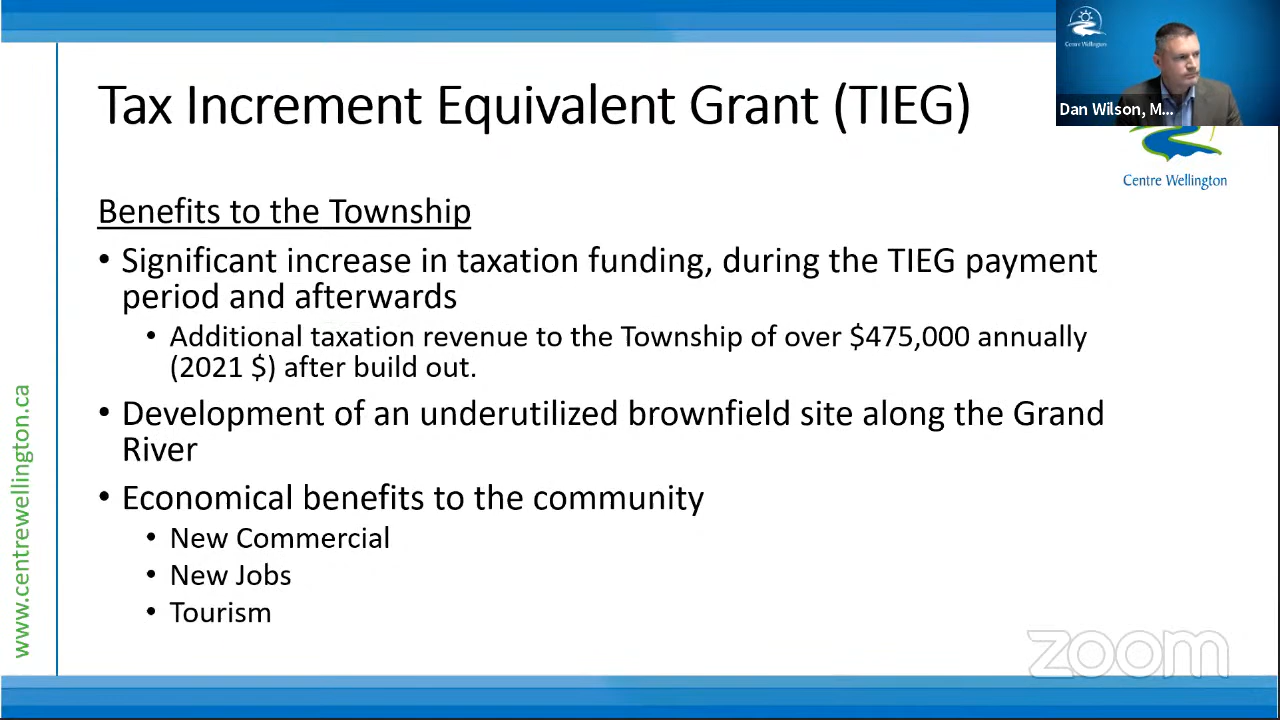 Tax Increment Equivalent Grant (TIEG)
Centre Wellington
Dan Wilson, M...
Centre Wellington
Benefits to the Township
• Significant increase in taxation funding, during the TIEG payment
period and afterwards
• Additional taxation revenue to the Township of over $475,000 annually
(2021 $) after build out.
• Development of an underutilized brownfield site along the Grand
River
• Economical benefits to the community
• New Commercial
• New Jobs
• Tourism
www.centrewellington.ca
zoom